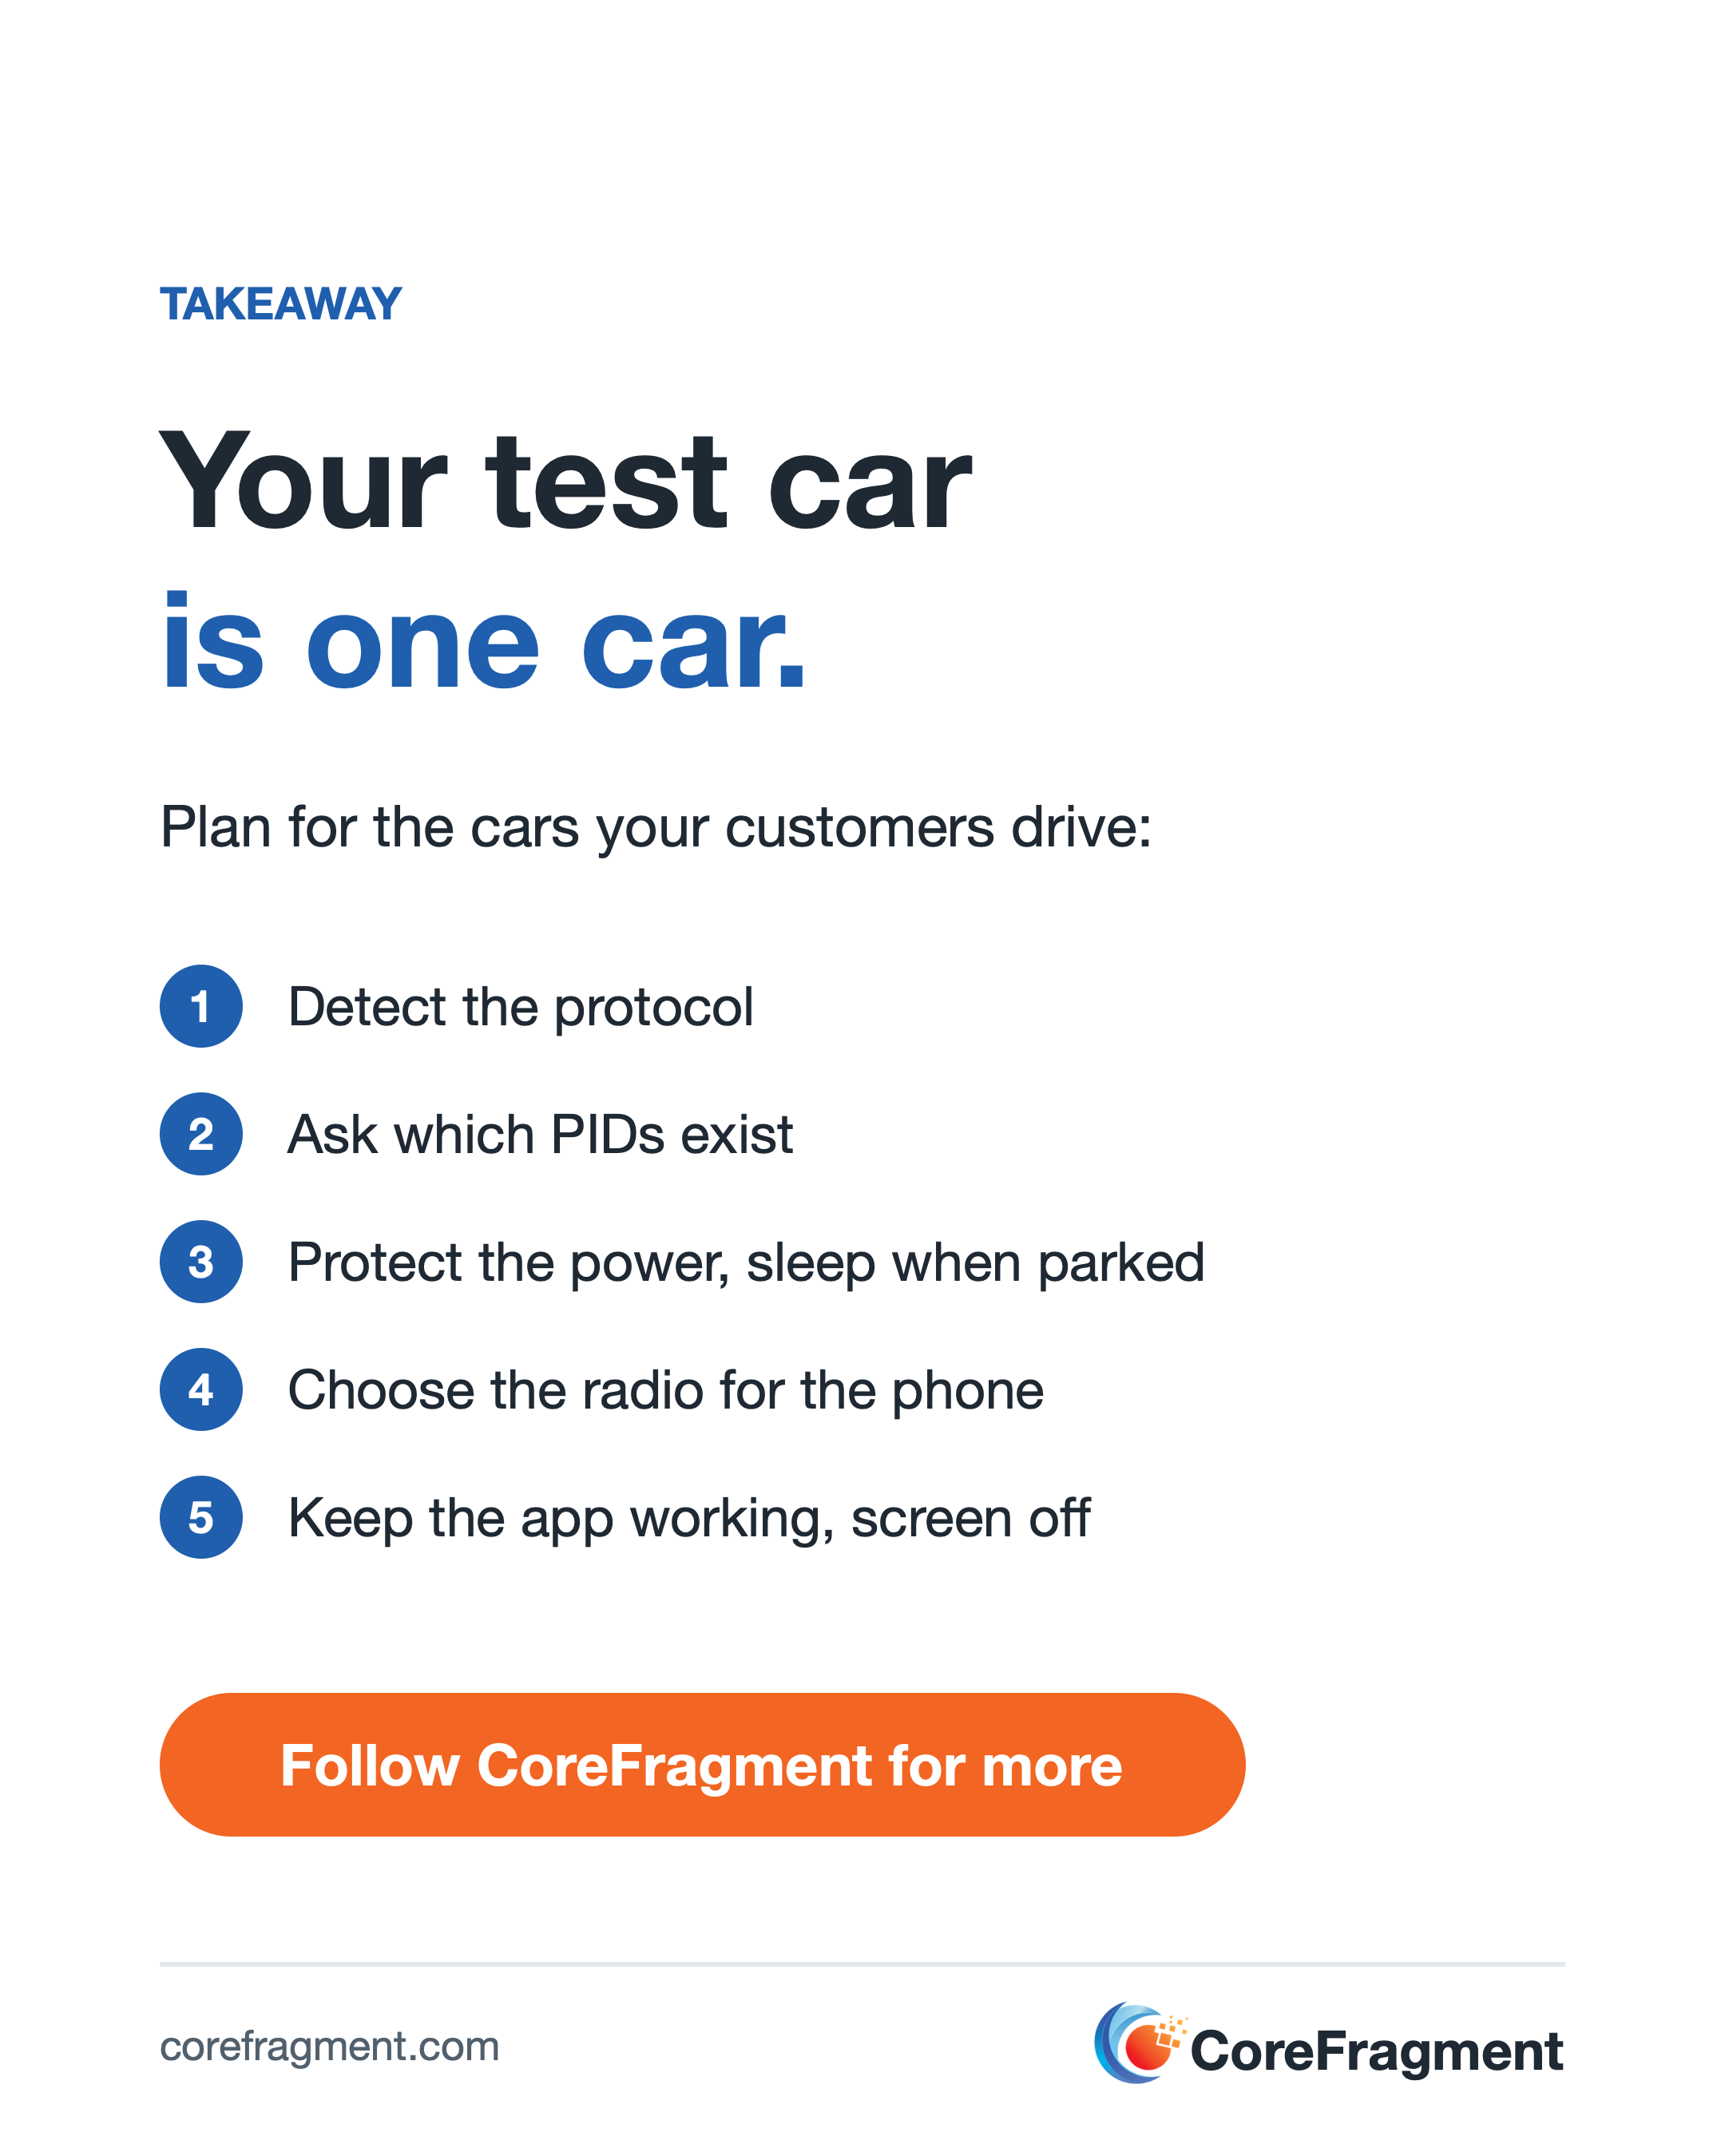 TAKEAWAY
Your test car
is one car.
Plan for the cars your customers drive:
1 Detect the protocol
2 Ask which PIDs exist
3 Protect the power, sleep when parked
4 Choose the radio for the phone
5 Keep the app working, screen off
Follow CoreFragment for more
corefragment.com
CoreFragment